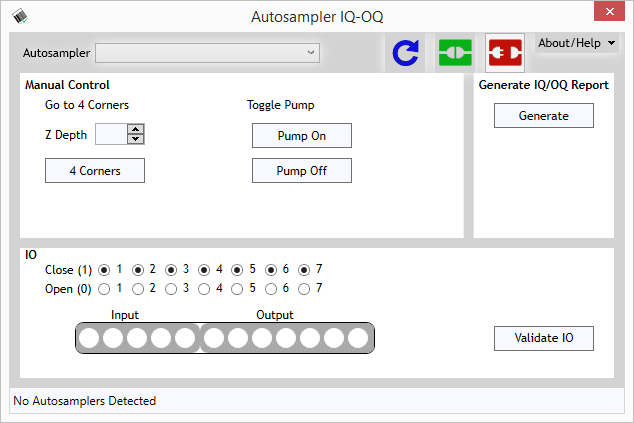 Autosampler IQ-OQ
Autosampler
About/Help
Manual Control
Generate IQ/OQ Report
Go to 4 Corners
Toggle Pump
Z Depth
Pump On
Generate
4 Corners
Pump Off
IO
Close (1) 1 2 3 4 5 6 7
Open (0) 1 2 3 4 5 6 7
Input Output
Validate IO
No Autosamplers Detected